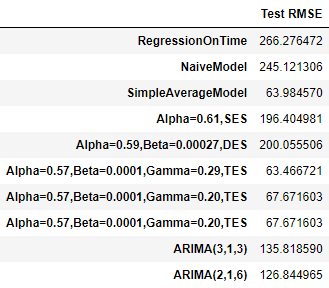 Test RMSE
RegressionOnTime 266.276472
NaiveModel 245.121306
SimpleAverageModel 63.984570
Alpha=0.61,SES 196.404981
Alpha=0.59,Beta=0.00027,DES 200.055506
Alpha=0.57,Beta=0.0001,Gamma=0.29,TES 63.466721
Alpha=0.57,Beta=0.0001,Gamma=0.20,TES 67.671603
Alpha=0.57,Beta=0.0001,Gamma=0.20,TES 67.671603
ARIMA(3,1,3) 135.818590
ARIMA(2,1,6) 126.844965